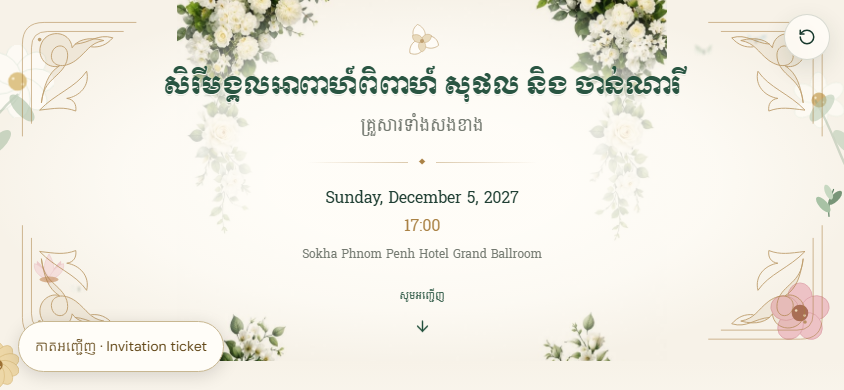 សិរីមង្គលអាពាហ៍ពិពាហ៍ សុផល និង ចាន់ណារី
គ្រួសារទាំងសងខាង
Sunday, December 5, 2027
17:00
Sokha Phnom Penh Hotel Grand Ballroom
សូមអញ្ជើញ
កាតអញ្ជើញ · Invitation ticket